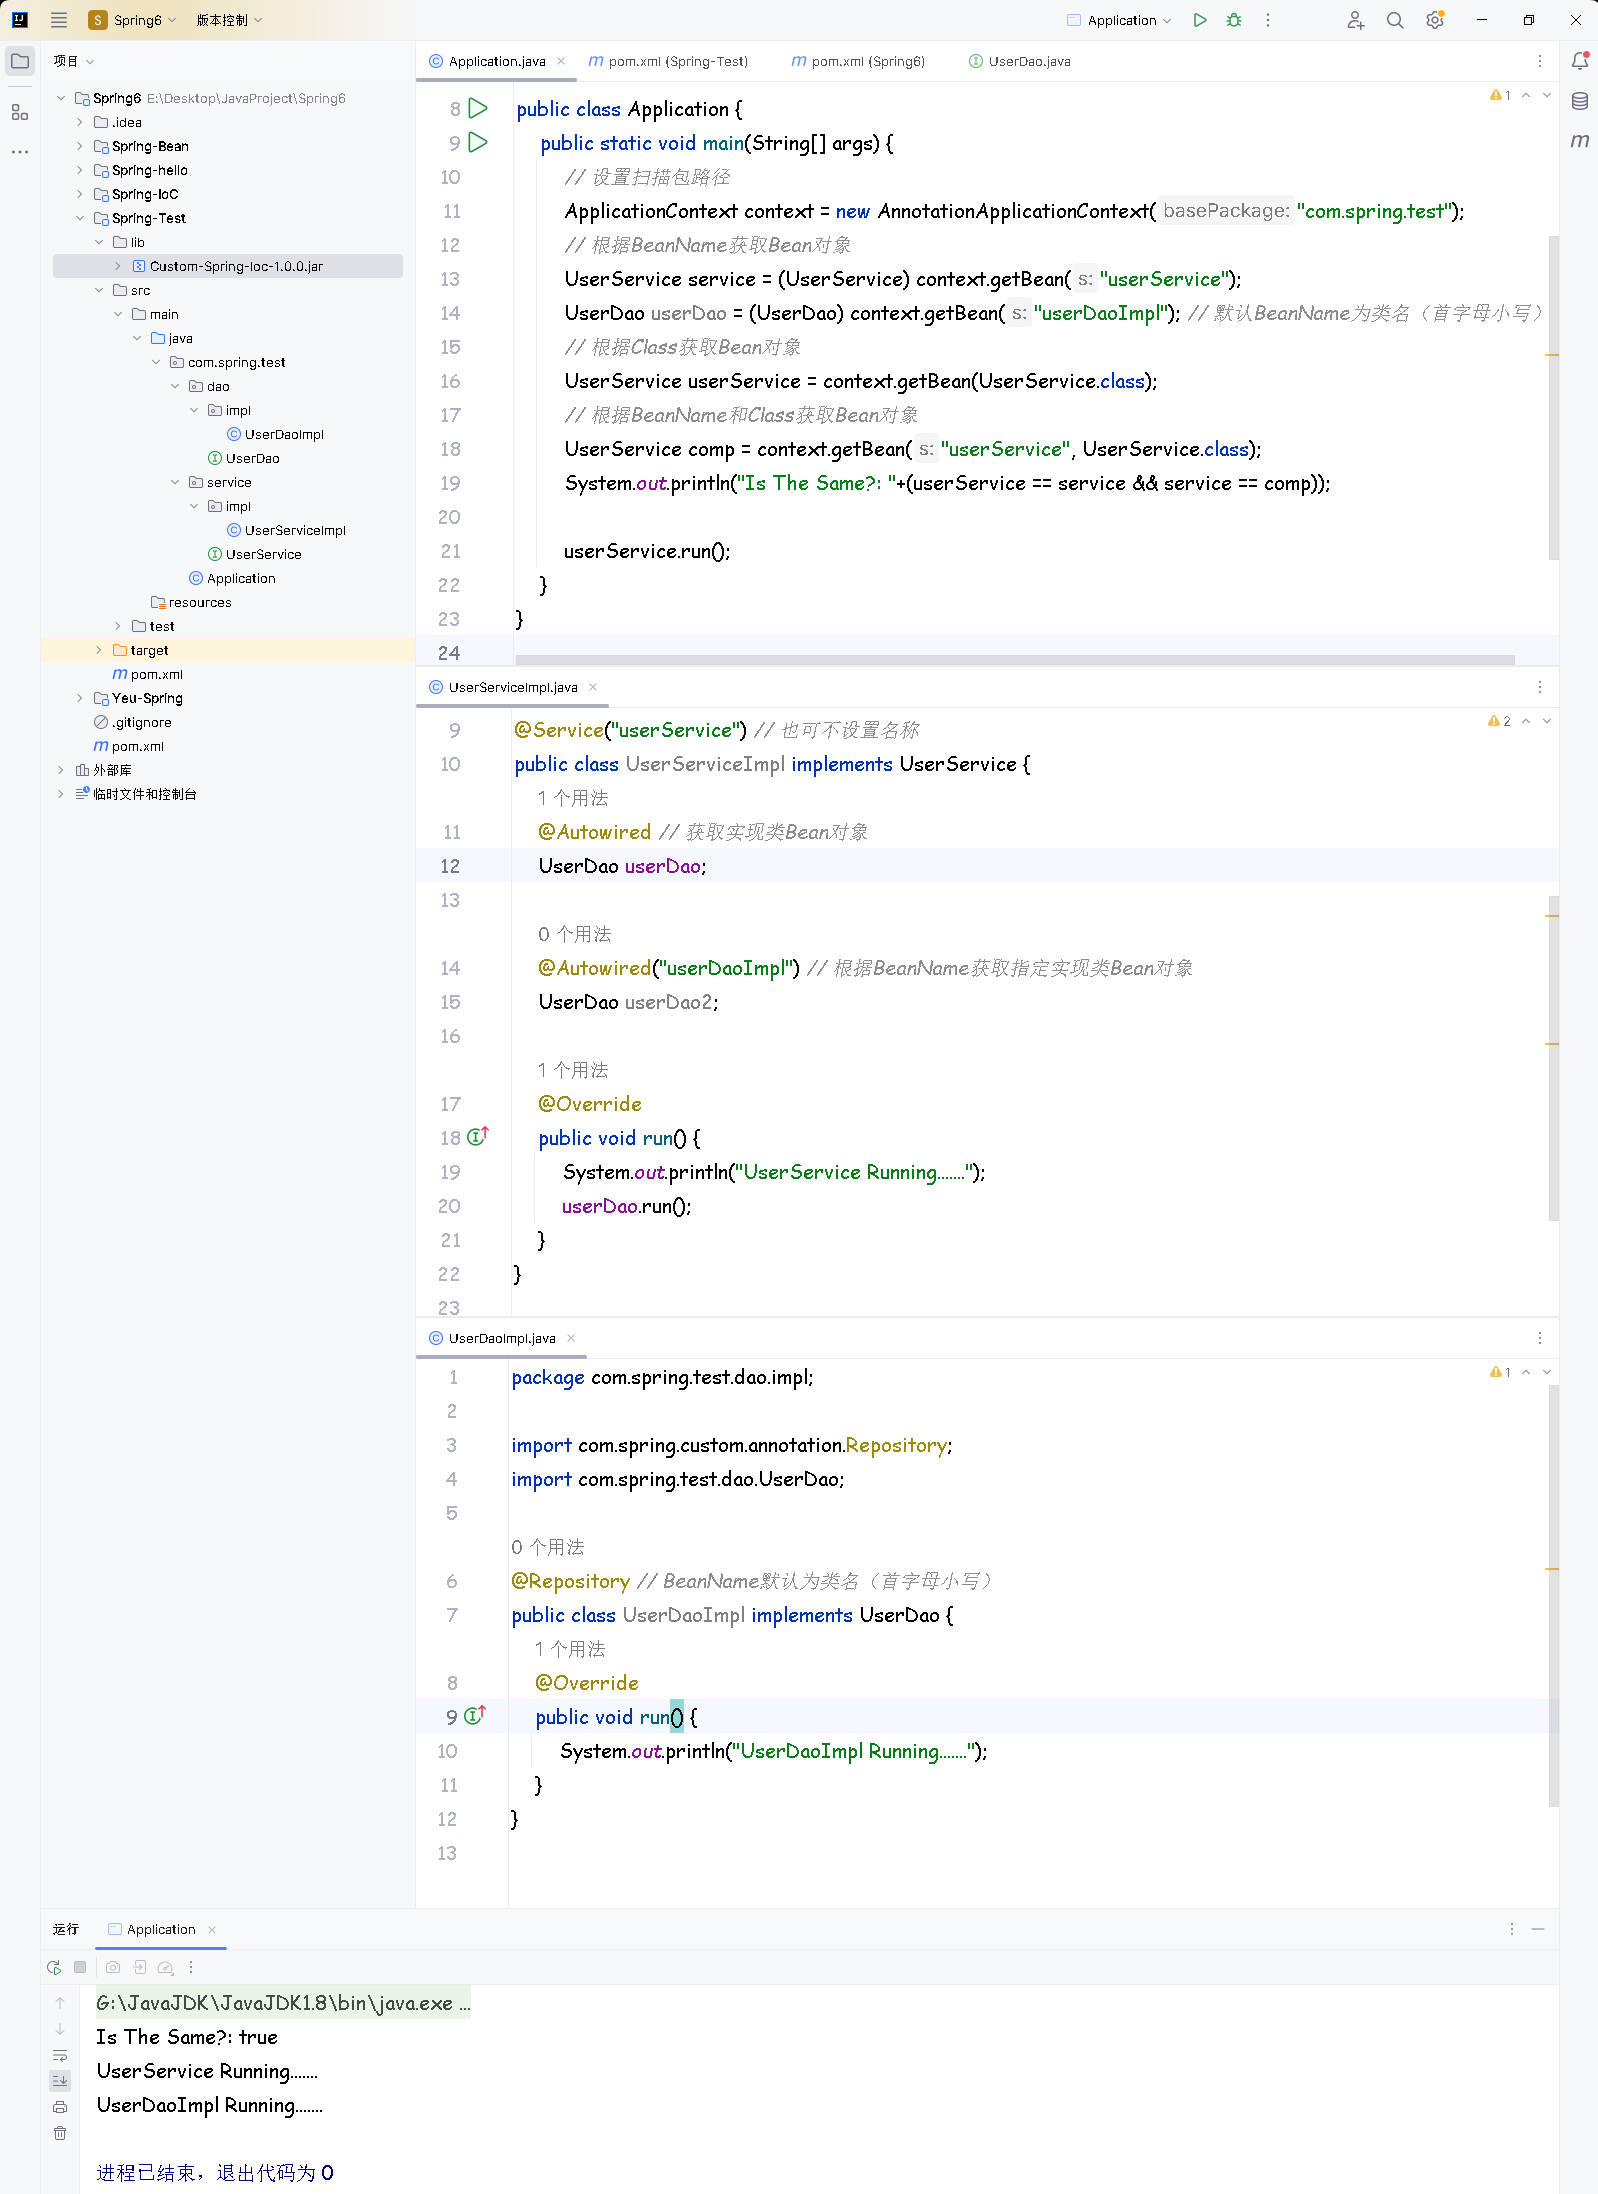 Spring6
版本控制
Application
项目
Spring6 E:\Desktop\JavaProject\Spring6
.idea
Spring-Bean
Spring-hello
Spring-IoC
Spring-Test
lib
Custom-Spring-Ioc-1.0.0.jar
src
main
java
com.spring.test
dao
impl
UserDaoImpl
UserDao
service
impl
UserServiceImpl
UserService
Application
resources
test
target
pom.xml
Yeu-Spring
.gitignore
pom.xml
外部库
临时文件和控制台
Application.java
pom.xml (Spring-Test)
pom.xml (Spring6)
UserDao.java
1
8 public class Application {
9 public static void main(String[] args) {
10 // 设置扫描包路径
11 ApplicationContext context = new AnnotationApplicationContext( basePackage: "com.spring.test");
12 // 根据BeanName获取Bean对象
13 UserService service = (UserService) context.getBean( s: "userService");
14 UserDao userDao = (UserDao) context.getBean( s: "userDaoImpl"); // 默认BeanName为类名（首字母小写）
15 // 根据Class获取Bean对象
16 UserService userService = context.getBean(UserService.class);
17 // 根据BeanName和Class获取Bean对象
18 UserService comp = context.getBean( s: "userService", UserService.class);
19 System.out.println("Is The Same?: "+(userService == service && service == comp));
20
21 userService.run();
22 }
23 }
24
UserServiceImpl.java
2
9 @Service("userService") // 也可不设置名称
10 public class UserServiceImpl implements UserService {
1 个用法
11 @Autowired // 获取实现类Bean对象
12 UserDao userDao;
13
0 个用法
14 @Autowired("userDaoImpl") // 根据BeanName获取指定实现类Bean对象
15 UserDao userDao2;
16
1 个用法
17 @Override
18 public void run() {
19 System.out.println("UserService Running.......");
20 userDao.run();
21 }
22 }
23
UserDaoImpl.java
1
1 package com.spring.test.dao.impl;
2
3 import com.spring.custom.annotation.Repository;
4 import com.spring.test.dao.UserDao;
5
0 个用法
6 @Repository // BeanName默认为类名（首字母小写）
7 public class UserDaoImpl implements UserDao {
1 个用法
8 @Override
9 public void run() {
10 System.out.println("UserDaoImpl Running.......");
11 }
12 }
13
运行
Application
G:\JavaJDK\JavaJDK1.8\bin\java.exe ...
Is The Same?: true
UserService Running.......
UserDaoImpl Running.......
进程已结束，退出代码为 0